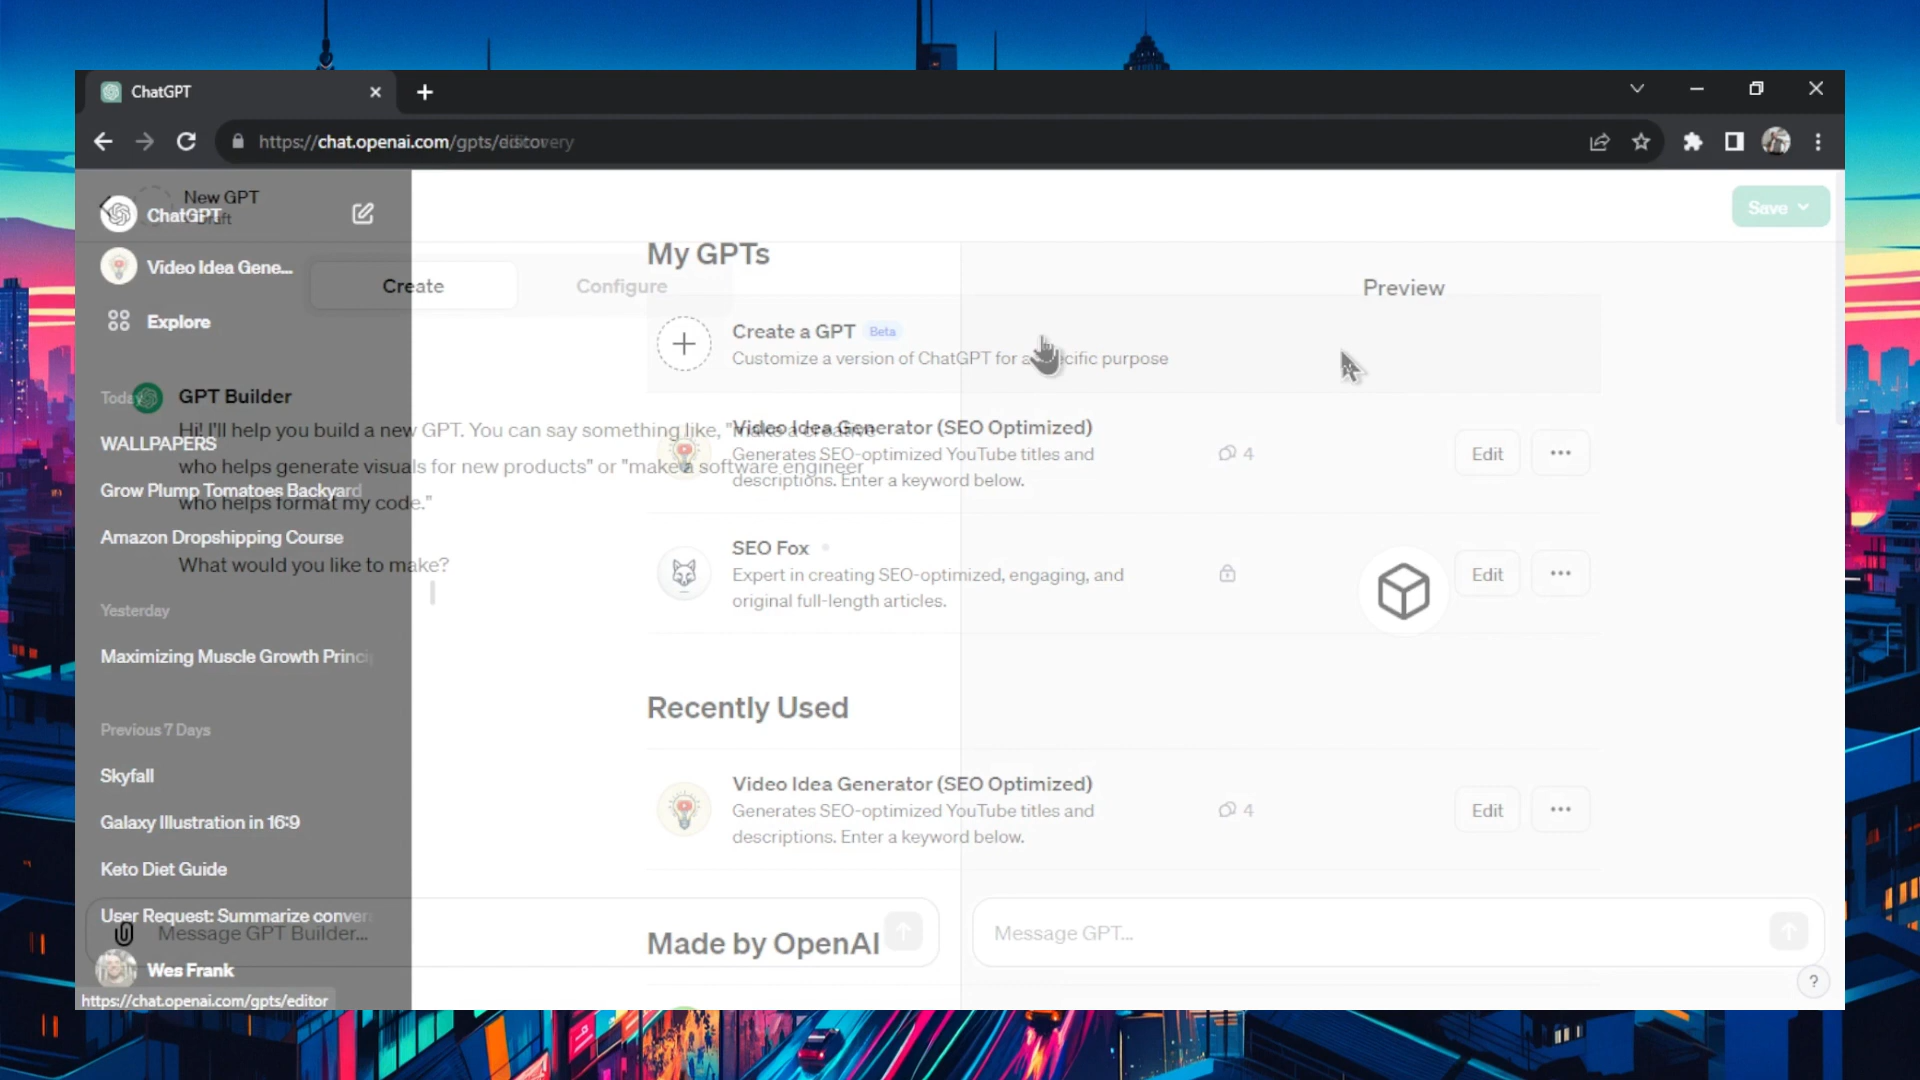 ChatGPT
https://chat.openai.com/gpts/
New GPT
Draft
ChatGPT
Save
My GPTs
Video Idea Gene...
Create
Configure
Preview
Explore
Create a GPT Beta
Customize a version of ChatGPT for a specific purpose
Today
GPT Builder
Hi! I'll help you build a new GPT. You can say something like, "make a creative
who helps generate visuals for new products" or "make a software engineer
who helps format my code."
What would you like to make?
WALLPAPERS
Grow Plump Tomatoes Backyard
Amazon Dropshipping Course
Yesterday
Maximizing Muscle Growth Princi
Previous 7 Days
Skyfall
Galaxy Illustration in 16:9
Keto Diet Guide
User Request: Summarize conver
Video Idea Generator (SEO Optimized)
Generates SEO-optimized YouTube titles and
descriptions. Enter a keyword below.
4
Edit
SEO Fox
Expert in creating SEO-optimized, engaging, and
original full-length articles.
Edit
Recently Used
Video Idea Generator (SEO Optimized)
Generates SEO-optimized YouTube titles and
descriptions. Enter a keyword below.
4
Edit
Made by OpenAI
Message GPT Builder...
Message GPT...
Wes Frank
?
https://chat.openai.com/gpts/editor